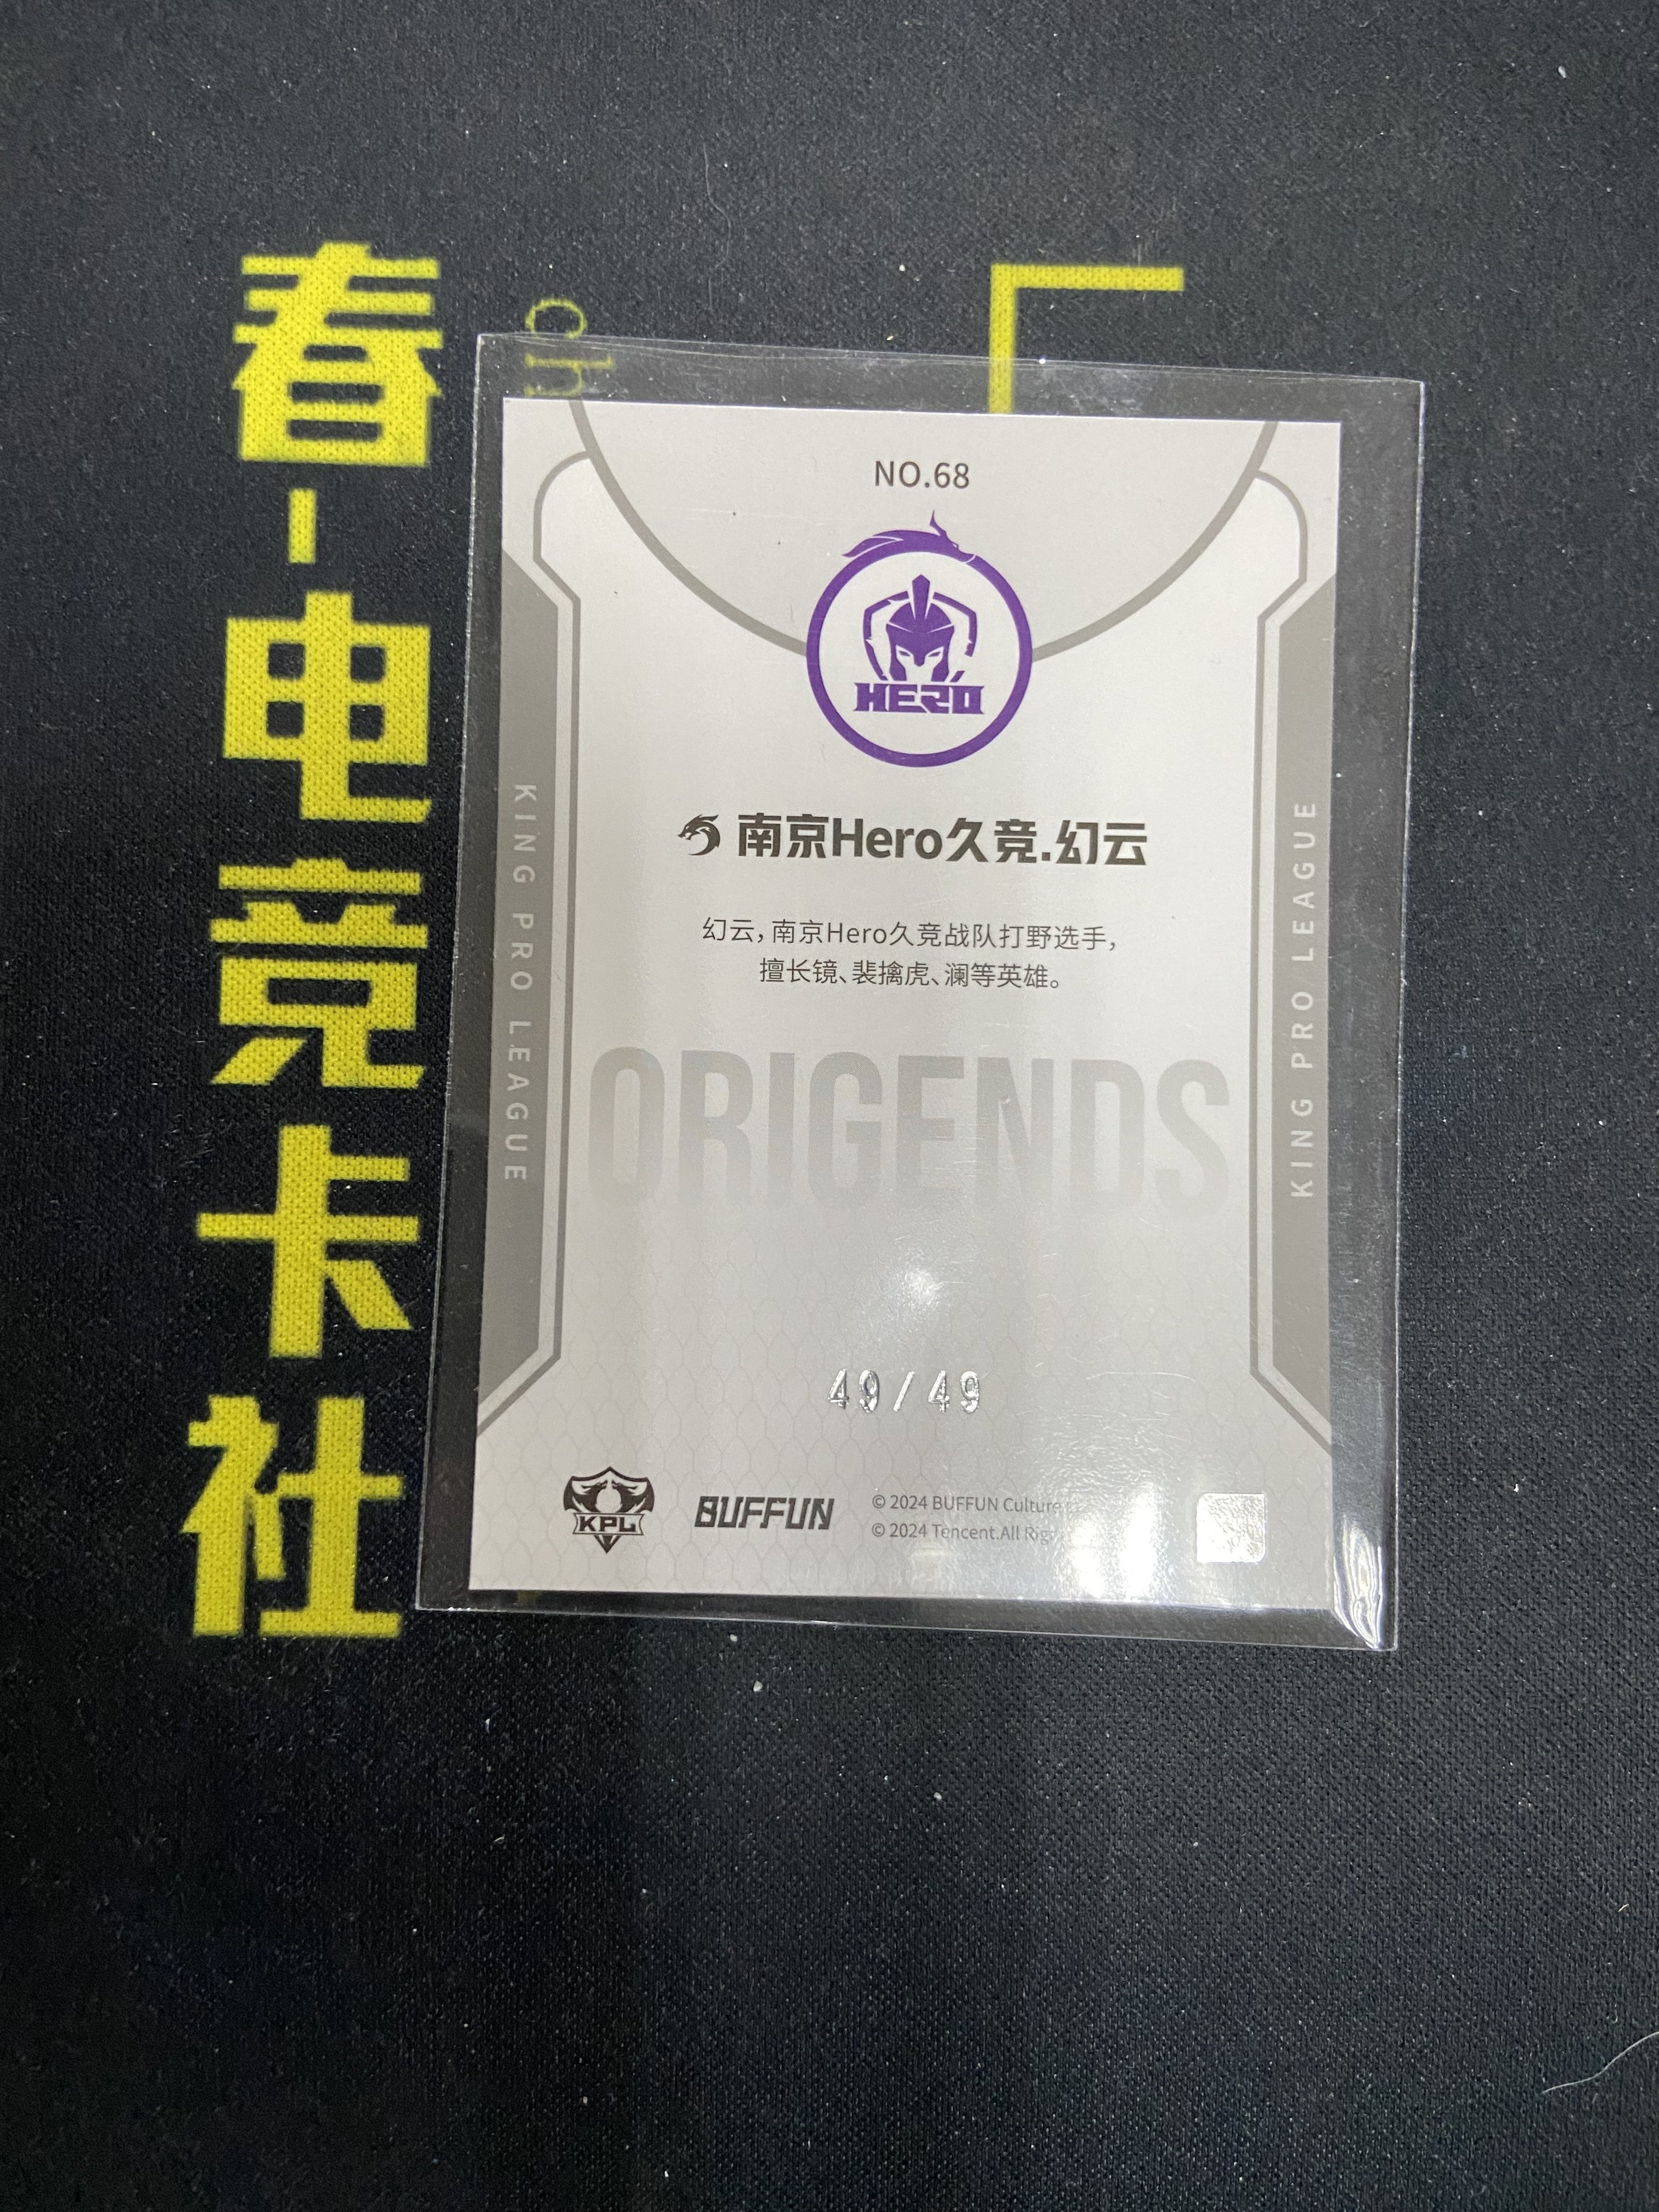 春-电竞卡社
ch
NO.68
HERO
南京Hero久竞.幻云
幻云,南京Hero久竞战队打野选手,
擅长镜、裴擒虎、澜等英雄。
KING PRO LEAGUE
KING PRO LEAGUE
ORIGENDS
49/49
KPL
BUFFUN
© 2024 BUFFUN Culture
© 2024 Tencent.All